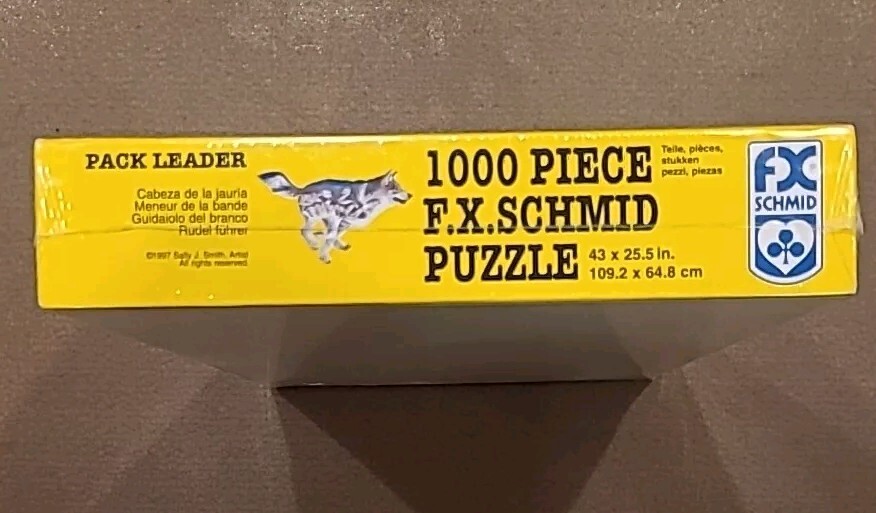 PACK LEADER
Cabeza de la jauria
Meneur de la bande
Guidaiolo del branco
Rudel führer
©1997 Sally J. Smith, Artist
All rights reserved.
1000 PIECE
F.X.SCHMID
PUZZLE
Teile, pièces,
stukken
pezzi, piezas
43 x 25.5 in.
109.2 x 64.8 cm
FX
SCHMID